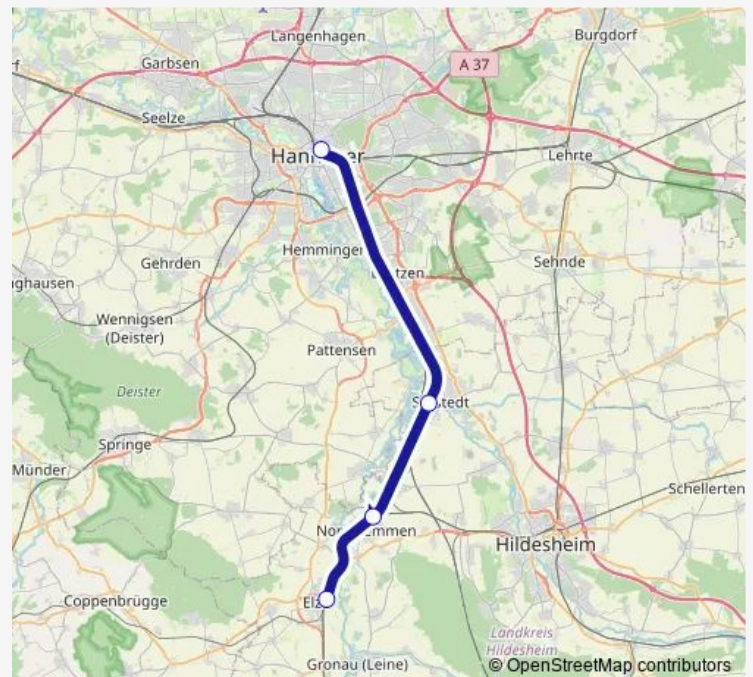 Langenhagen
Burgdorf
Garbsen
A 37
Seelze
Lehrte
Gehrden
Sehnde
nghausen
Wennigsen
(Deister)
Pattensen
Deister
Springe
Münder
Schellerten
Hildesheim
Coppenbrügge
Landkreis
Hildesheim
Gronau (Leine)
© OpenStreetMap contributors